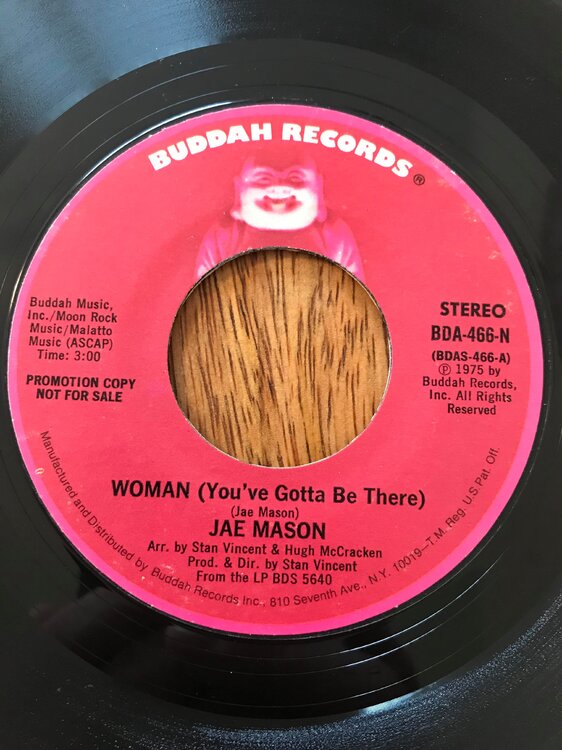 BUDDAH RECORDS®
Buddah Music,
Inc./Moon Rock
Music/Malatto
Music (ASCAP)
Time: 3:00
PROMOTION COPY
NOT FOR SALE
STEREO
BDA-466-N
(BDAS-466-A)
Ⓟ 1975 by
Buddah Records,
Inc. All Rights
Reserved
WOMAN (You've Gotta Be There)
(Jae Mason)
JAE MASON
Arr. by Stan Vincent & Hugh McCracken
Prod. & Dir. by Stan Vincent
From the LP BDS 5640
Manufactured and Distributed by Buddah Records Inc., 810 Seventh Ave., N.Y. 10019—T.M. Reg. U.S. Pat. Off.